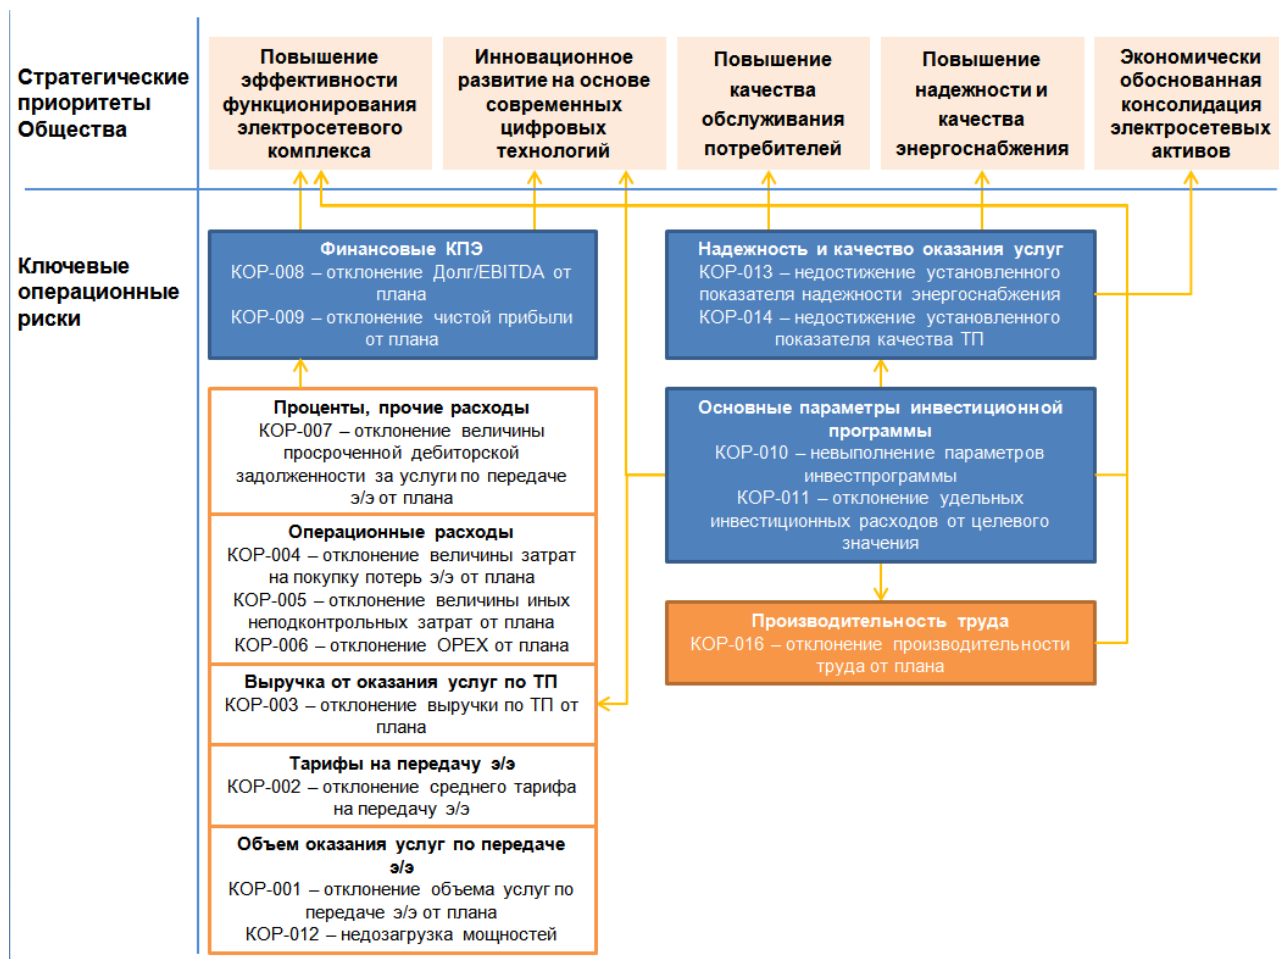 Стратегические
приоритеты
Общества
Повышение
эффективности
функционирования
электросетевого
комплекса
Инновационное
развитие на основе
современных
цифровых
технологий
Повышение
качества
обслуживания
потребителей
Повышение
надежности и
качества
энергоснабжения
Экономически
обоснованная
консолидация
электросетевых
активов
Ключевые
операционные
риски
Финансовые КПЭ
КОР-008 – отклонение Долг/EBITDA от
плана
КОР-009 – отклонение чистой прибыли
от плана
Проценты, прочие расходы
КОР-007 – отклонение величины
просроченной дебиторской
задолженности за услуги по передаче
э/э от плана
Операционные расходы
КОР-004 – отклонение величины затрат
на покупку потерь э/э от плана
КОР-005 – отклонение величины иных
неподконтрольных затрат от плана
КОР-006 – отклонение OPEX от плана
Выручка от оказания услуг по ТП
КОР-003 – отклонение выручки по ТП от
плана
Тарифы на передачу э/э
КОР-002 – отклонение среднего тарифа
на передачу э/э
Объем оказания услуг по передаче
э/э
КОР-001 – отклонение объема услуг по
передаче э/э от плана
КОР-012 – недозагрузка мощностей
Надежность и качество оказания услуг
КОР-013 – недостижение установленного
показателя надежности энергоснабжения
КОР-014 – недостижение установленного
показателя качества ТП
Основные параметры инвестиционной
программы
КОР-010 – невыполнение параметров
инвестпрограммы
КОР-011 – отклонение удельных
инвестиционных расходов от целевого
значения
Производительность труда
КОР-016 – отклонение производительности
труда от плана